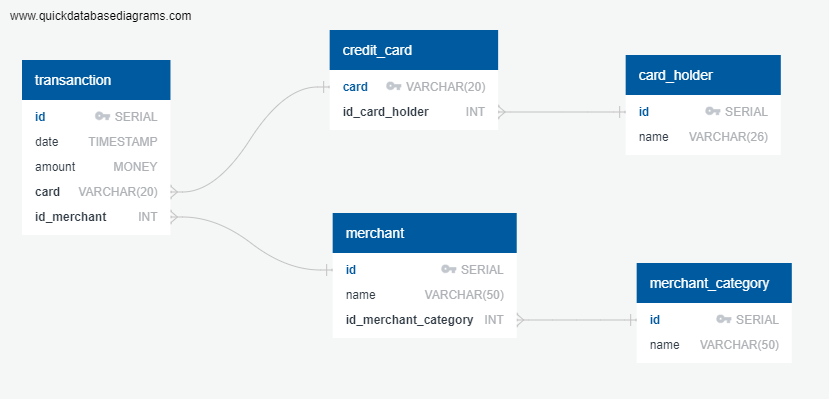 www.quickdatabasediagrams.com
transanction
id SERIAL
date TIMESTAMP
amount MONEY
card VARCHAR(20)
id_merchant INT
credit_card
card VARCHAR(20)
id_card_holder INT
card_holder
id SERIAL
name VARCHAR(26)
merchant
id SERIAL
name VARCHAR(50)
id_merchant_category INT
merchant_category
id SERIAL
name VARCHAR(50)